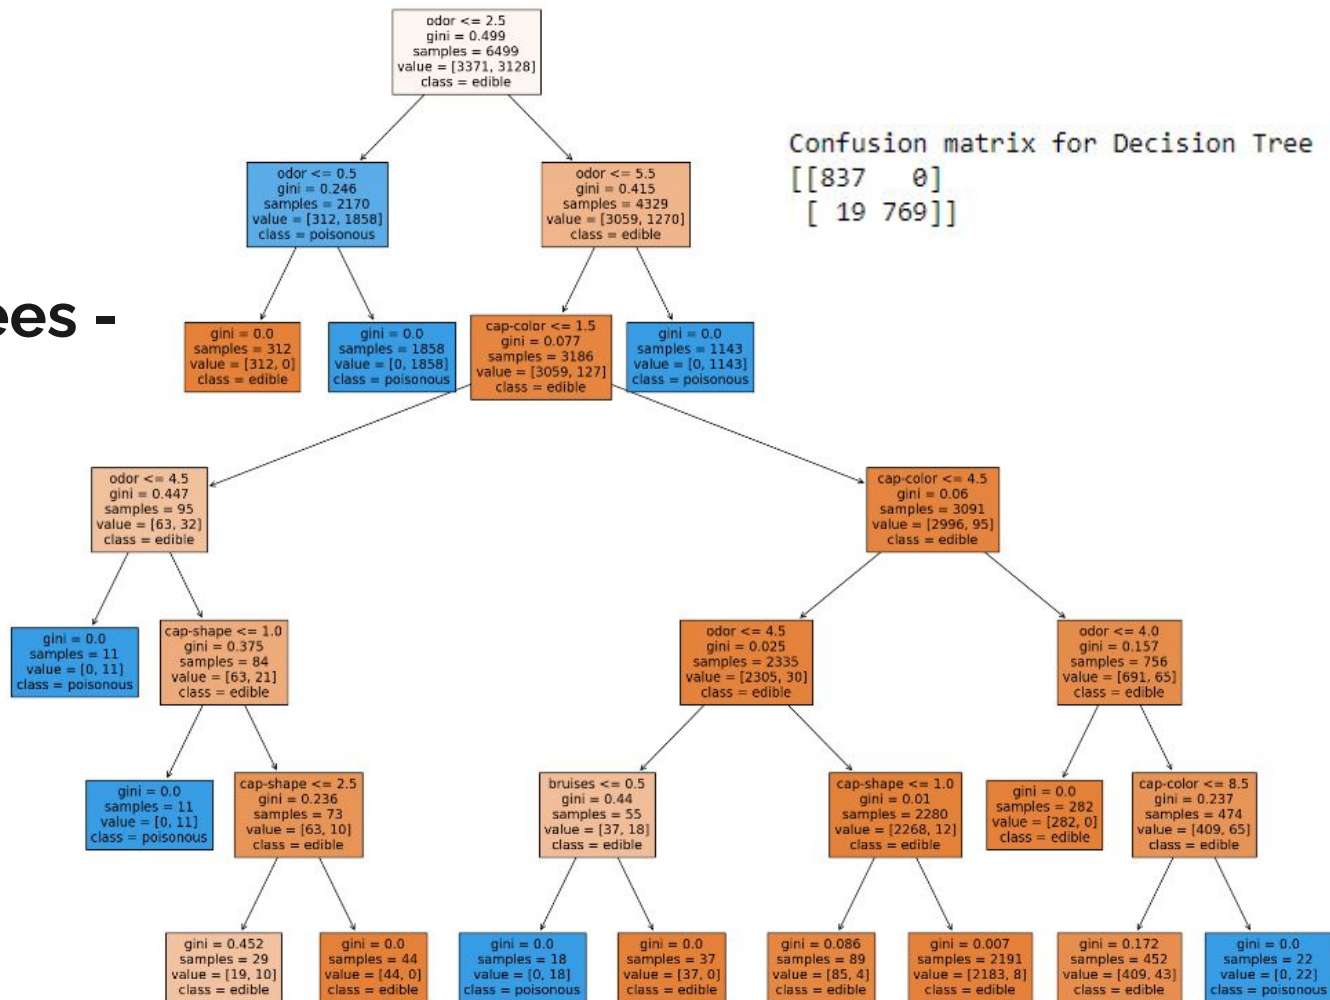 odor <= 2.5
gini = 0.499
samples = 6499
value = [3371, 3128]
class = edible
Confusion matrix for Decision Tree
[[837 0]
[ 19 769]]
odor <= 0.5
gini = 0.246
samples = 2170
value = [312, 1858]
class = poisonous
odor <= 5.5
gini = 0.415
samples = 4329
value = [3059, 1270]
class = edible
ees -
gini = 0.0
samples = 312
value = [312, 0]
class = edible
gini = 0.0
samples = 1858
value = [0, 1858]
class = poisonous
cap-color <= 1.5
gini = 0.077
samples = 3186
value = [3059, 127]
class = edible
gini = 0.0
samples = 1143
value = [0, 1143]
class = poisonous
odor <= 4.5
gini = 0.447
samples = 95
value = [63, 32]
class = edible
cap-color <= 4.5
gini = 0.06
samples = 3091
value = [2996, 95]
class = edible
gini = 0.0
samples = 11
value = [0, 11]
class = poisonous
cap-shape <= 1.0
gini = 0.375
samples = 84
value = [63, 21]
class = edible
odor <= 4.5
gini = 0.025
samples = 2335
value = [2305, 30]
class = edible
odor <= 4.0
gini = 0.157
samples = 756
value = [691, 65]
class = edible
gini = 0.0
samples = 11
value = [0, 11]
class = poisonous
cap-shape <= 2.5
gini = 0.236
samples = 73
value = [63, 10]
class = edible
bruises <= 0.5
gini = 0.44
samples = 55
value = [37, 18]
class = edible
cap-shape <= 1.0
gini = 0.01
samples = 2280
value = [2268, 12]
class = edible
gini = 0.0
samples = 282
value = [282, 0]
class = edible
cap-color <= 8.5
gini = 0.237
samples = 474
value = [409, 65]
class = edible
gini = 0.452
samples = 29
value = [19, 10]
class = edible
gini = 0.0
samples = 44
value = [44, 0]
class = edible
gini = 0.0
samples = 18
value = [0, 18]
class = poisonous
gini = 0.0
samples = 37
value = [37, 0]
class = edible
gini = 0.086
samples = 89
value = [85, 4]
class = edible
gini = 0.007
samples = 2191
value = [2183, 8]
class = edible
gini = 0.172
samples = 452
value = [409, 43]
class = edible
gini = 0.0
samples = 22
value = [0, 22]
class = poisonous